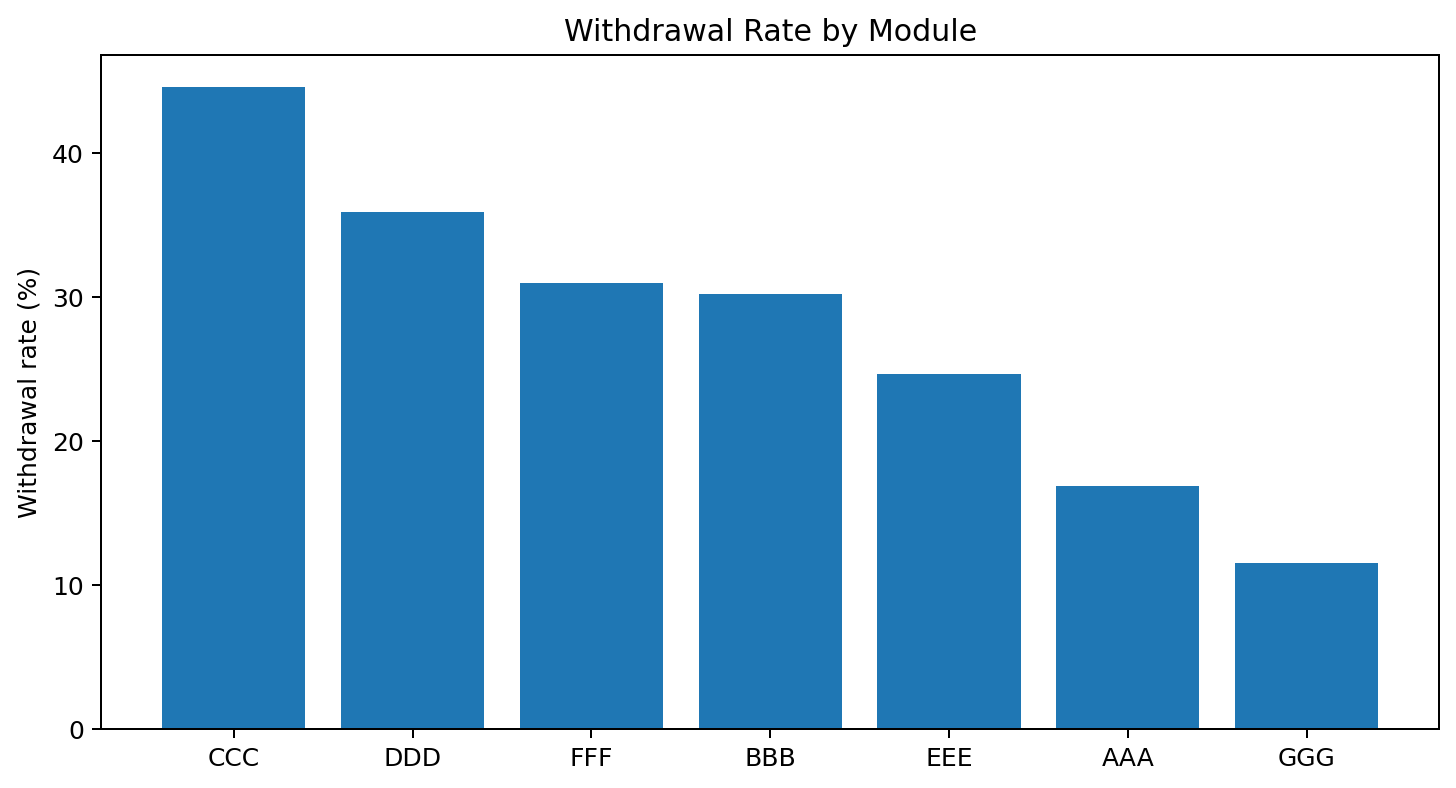 Withdrawal Rate by Module
Withdrawal rate (%)
40
30
20
10
0
CCC DDD FFF BBB EEE AAA GGG